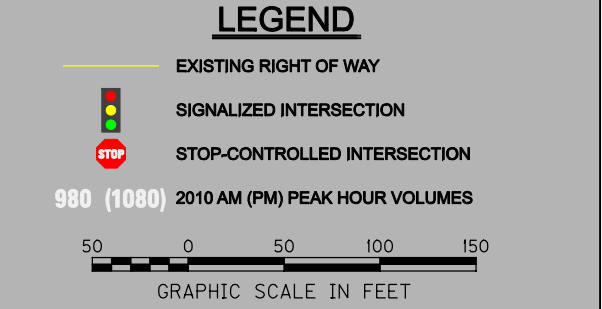 LEGEND
EXISTING RIGHT OF WAY
SIGNALIZED INTERSECTION
STOP STOP-CONTROLLED INTERSECTION
980 (1080) 2010 AM (PM) PEAK HOUR VOLUMES
50 0 50 100 150
GRAPHIC SCALE IN FEET